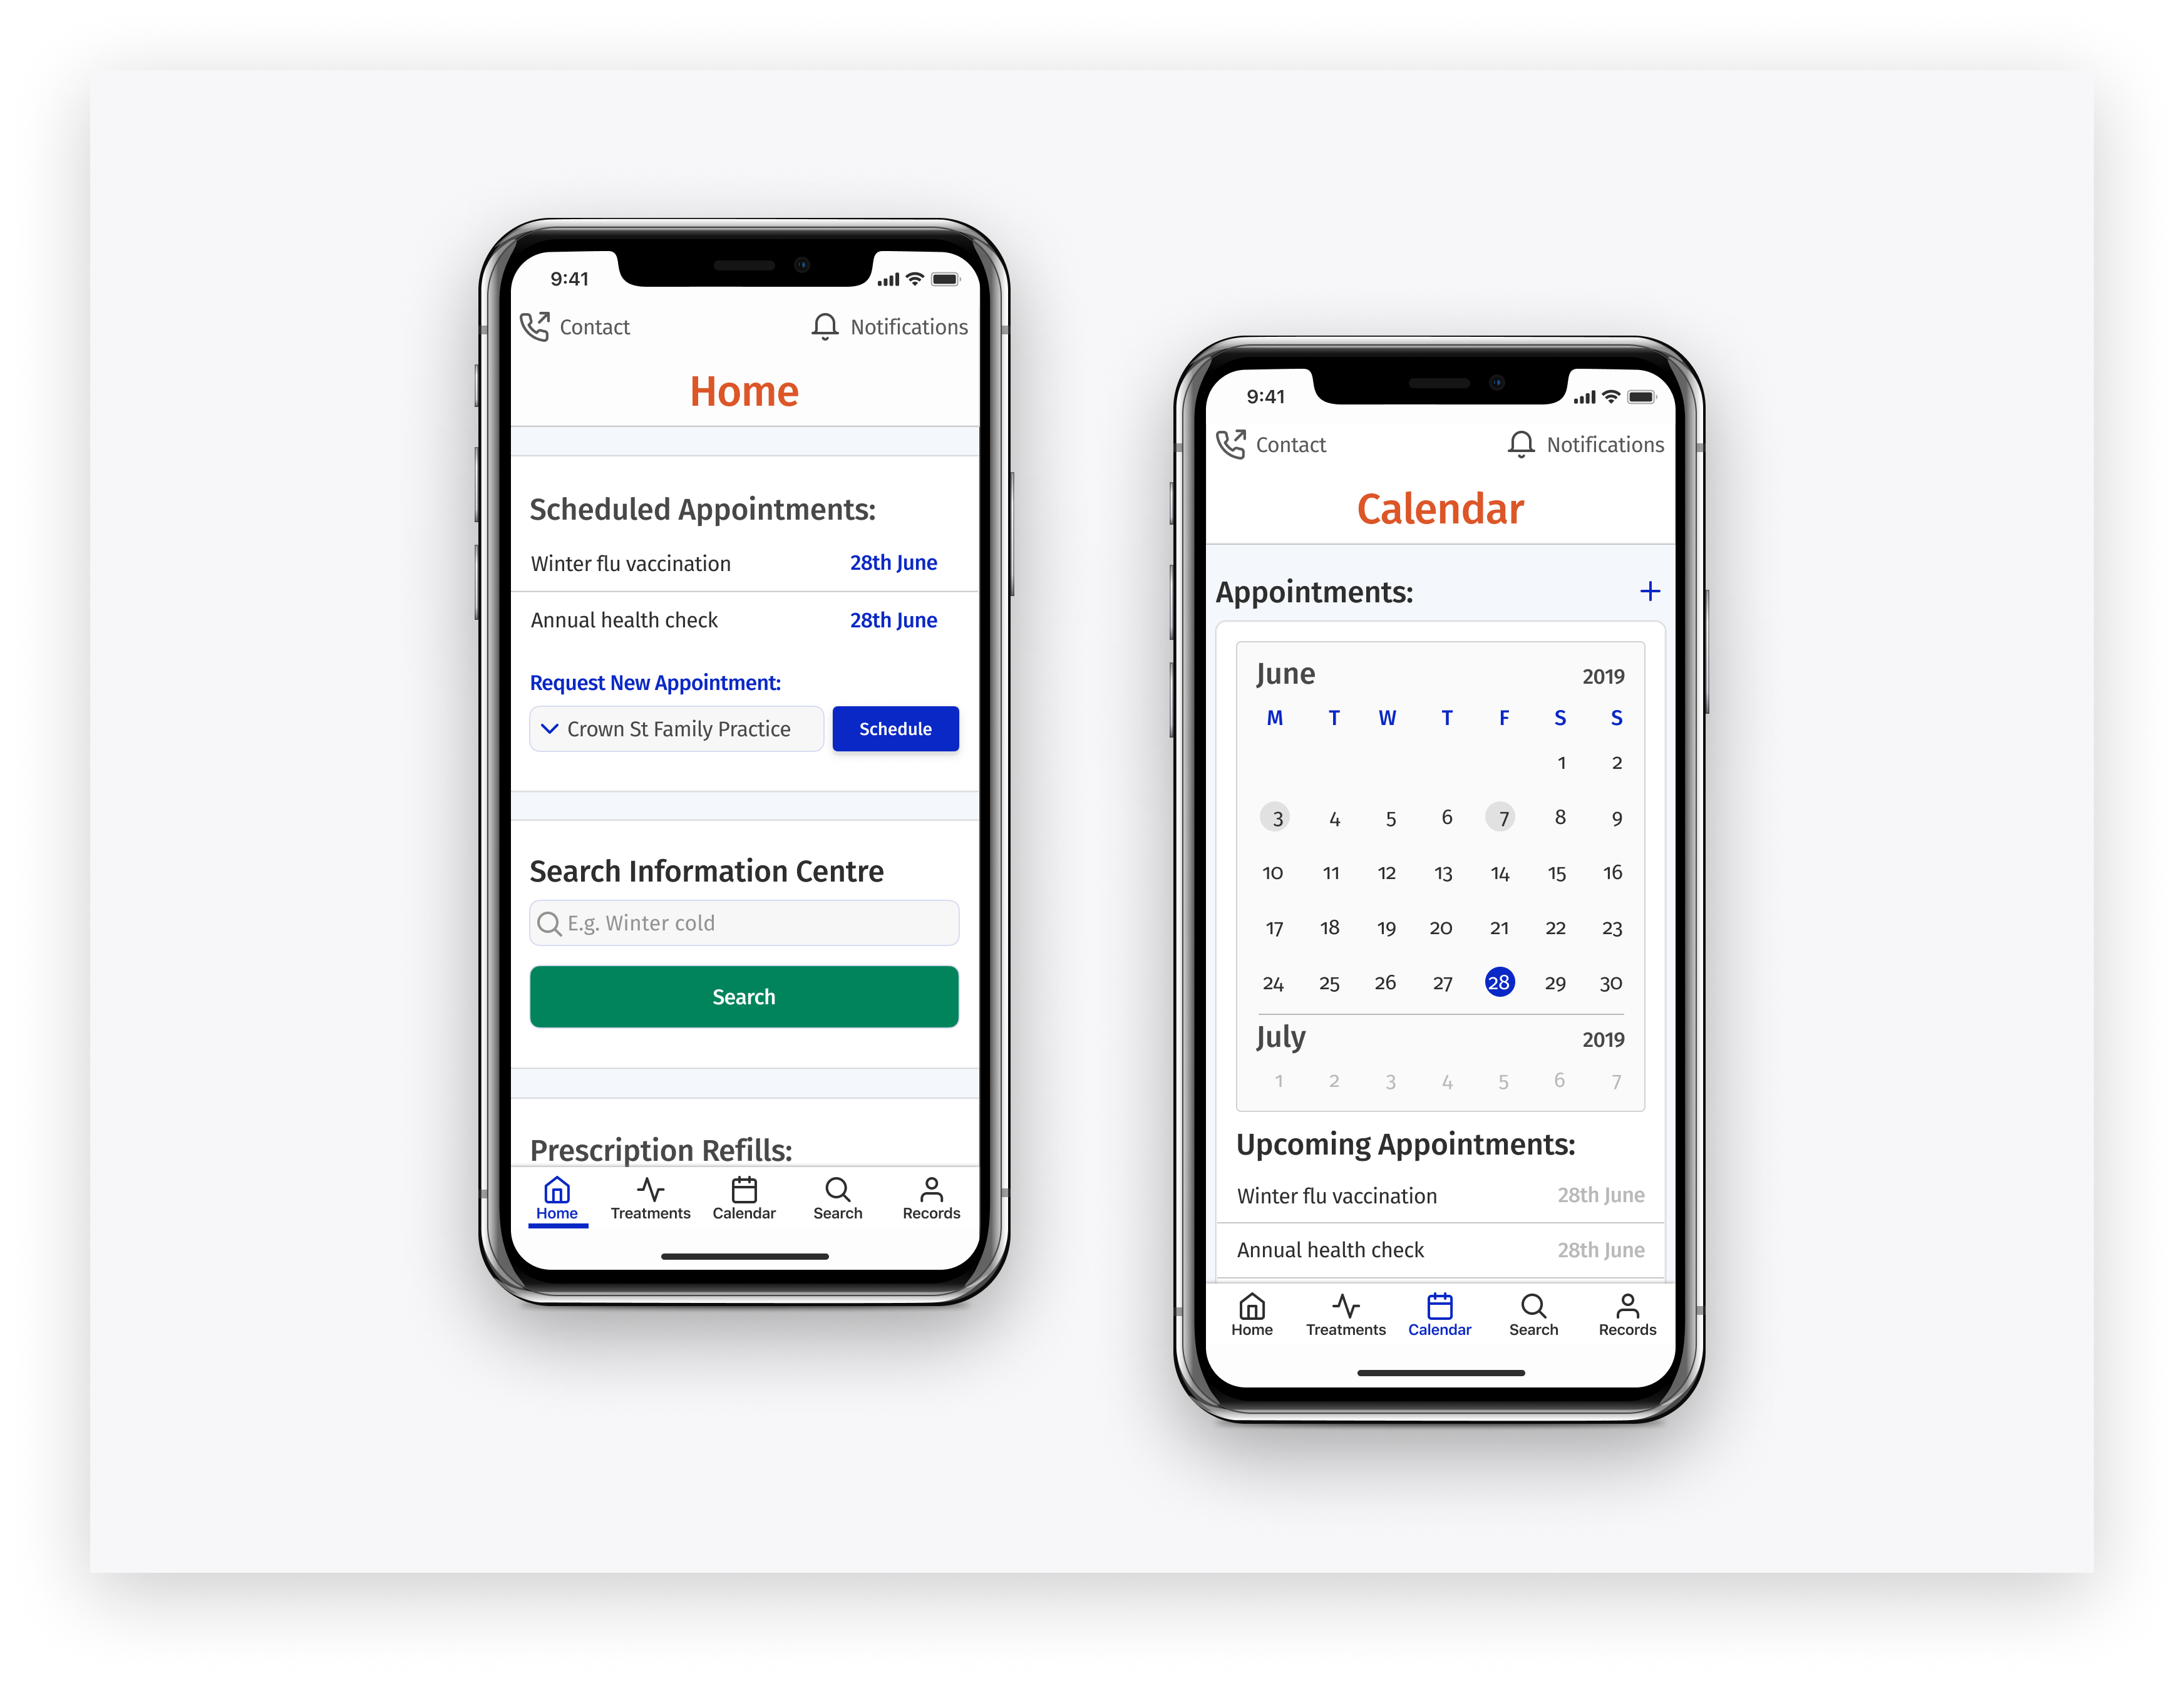 9:41
Contact Notifications
Home
Scheduled Appointments:
Winter flu vaccination 28th June
Annual health check 28th June
Request New Appointment:
Crown St Family Practice Schedule
Search Information Centre
E.g. Winter cold
Search
Prescription Refills:
Home Treatments Calendar Search Records
9:41
Contact Notifications
Calendar
Appointments: +
June 2019
M T W T F S S
1 2
3 4 5 6 7 8 9
10 11 12 13 14 15 16
17 18 19 20 21 22 23
24 25 26 27 28 29 30
July 2019
1 2 3 4 5 6 7
Upcoming Appointments:
Winter flu vaccination 28th June
Annual health check 28th June
Home Treatments Calendar Search Records